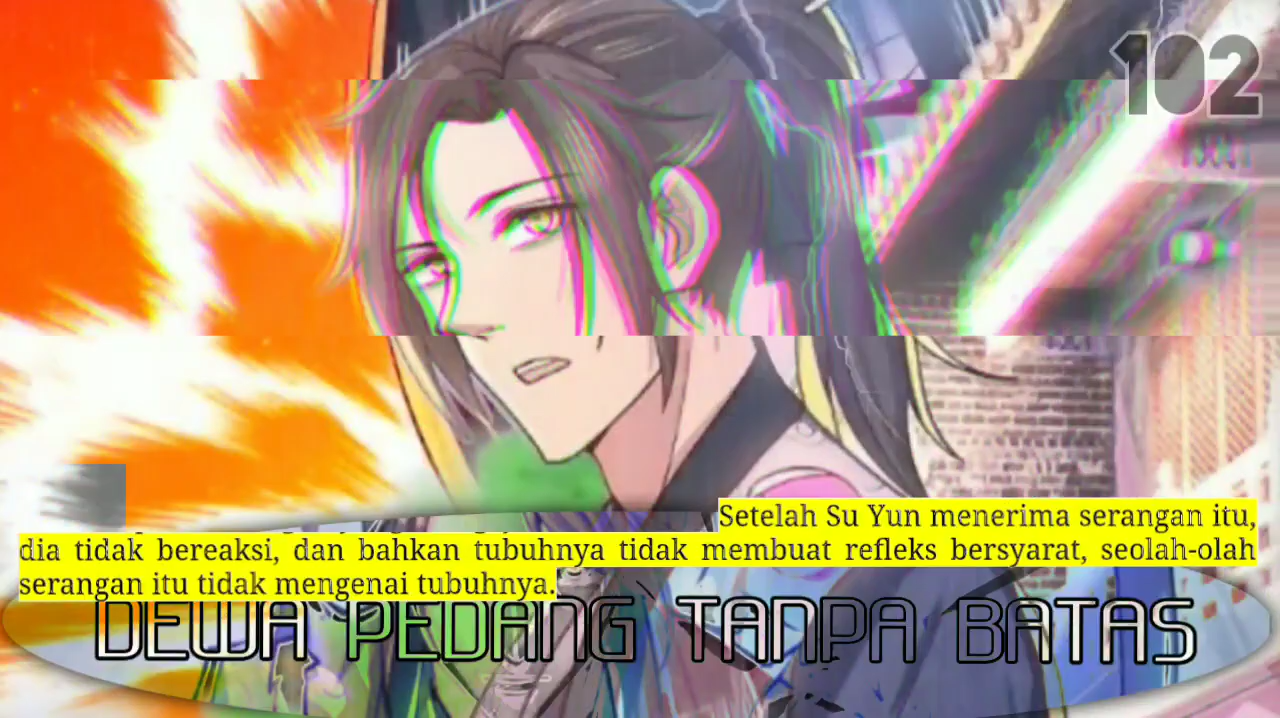 102
Setelah Su Yun menerima serangan itu,
dia tidak bereaksi, dan bahkan tubuhnya tidak membuat refleks bersyarat, seolah-olah
serangan itu tidak mengenai tubuhnya.
DEWA PEDANG TANPA BATAS